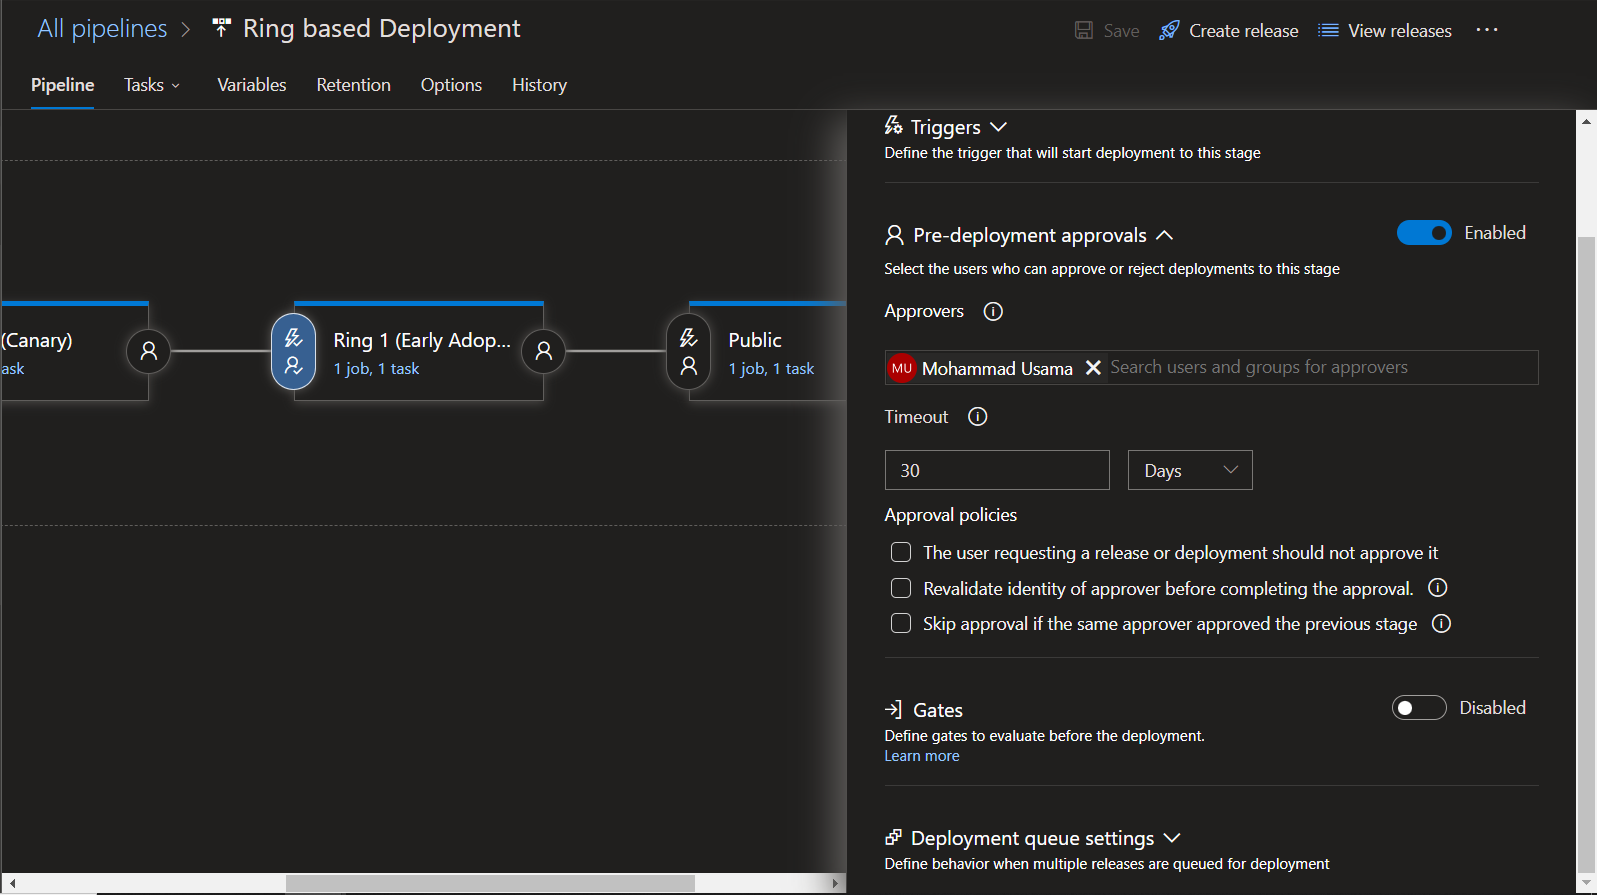 All pipelines
Ring based Deployment
Save
Create release
View releases
Pipeline
Tasks
Variables
Retention
Options
History
(Canary)
ask
Ring 1 (Early Adop...
1 job, 1 task
Public
1 job, 1 task
Triggers
Define the trigger that will start deployment to this stage
Pre-deployment approvals
Enabled
Select the users who can approve or reject deployments to this stage
Approvers
MU Mohammad Usama Search users and groups for approvers
Timeout
30
Days
Approval policies
The user requesting a release or deployment should not approve it
Revalidate identity of approver before completing the approval.
Skip approval if the same approver approved the previous stage
Gates
Disabled
Define gates to evaluate before the deployment.
Learn more
Deployment queue settings
Define behavior when multiple releases are queued for deployment